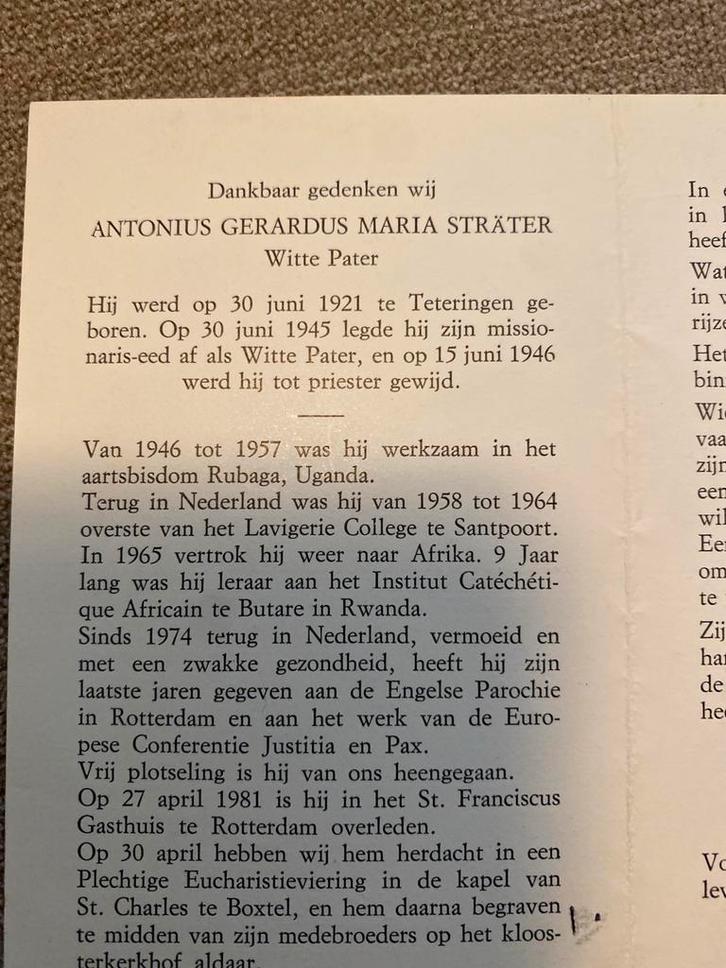 Dankbaar gedenken wij
ANTONIUS GERARDUS MARIA STRÄTER
Witte Pater
Hij werd op 30 juni 1921 te Teteringen ge-
boren. Op 30 juni 1945 legde hij zijn missio-
naris-eed af als Witte Pater, en op 15 juni 1946
werd hij tot priester gewijd.
Van 1946 tot 1957 was hij werkzaam in het
aartsbisdom Rubaga, Uganda.
Terug in Nederland was hij van 1958 tot 1964
overste van het Lavigerie College te Santpoort.
In 1965 vertrok hij weer naar Afrika. 9 Jaar
lang was hij leraar aan het Institut Catéchéti-
que Africain te Butare in Rwanda.
Sinds 1974 terug in Nederland, vermoeid en
met een zwakke gezondheid, heeft hij zijn
laatste jaren gegeven aan de Engelse Parochie
in Rotterdam en aan het werk van de Euro-
pese Conferentie Justitia en Pax.
Vrij plotseling is hij van ons heengegaan.
Op 27 april 1981 is hij in het St. Franciscus
Gasthuis te Rotterdam overleden.
Op 30 april hebben wij hem herdacht in een
Plechtige Eucharistieviering in de kapel van
St. Charles te Boxtel, en hem daarna begraven
te midden van zijn medebroeders op het kloos-
terkerkhof aldaar.
In
in
heef
Wat
in
rijze
Het
bin
Wi
vaa
zijn
een
wil
Ee
om
te
Zij
ha
de
he
Vo
lev